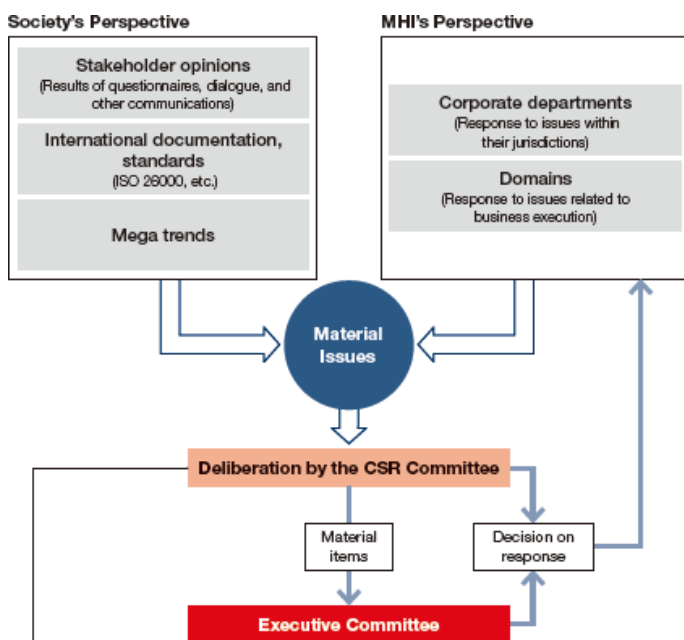 Society's Perspective
Stakeholder opinions
(Results of questionnaires, dialogue, and
other communications)
International documentation,
standards
(ISO 26000, etc.)
Mega trends
MHI's Perspective
Corporate departments
(Response to issues within
their jurisdictions)
Domains
(Response to issues related to
business execution)
Material
Issues
Deliberation by the CSR Committee
Material
items
Decision on
response
Executive Committee